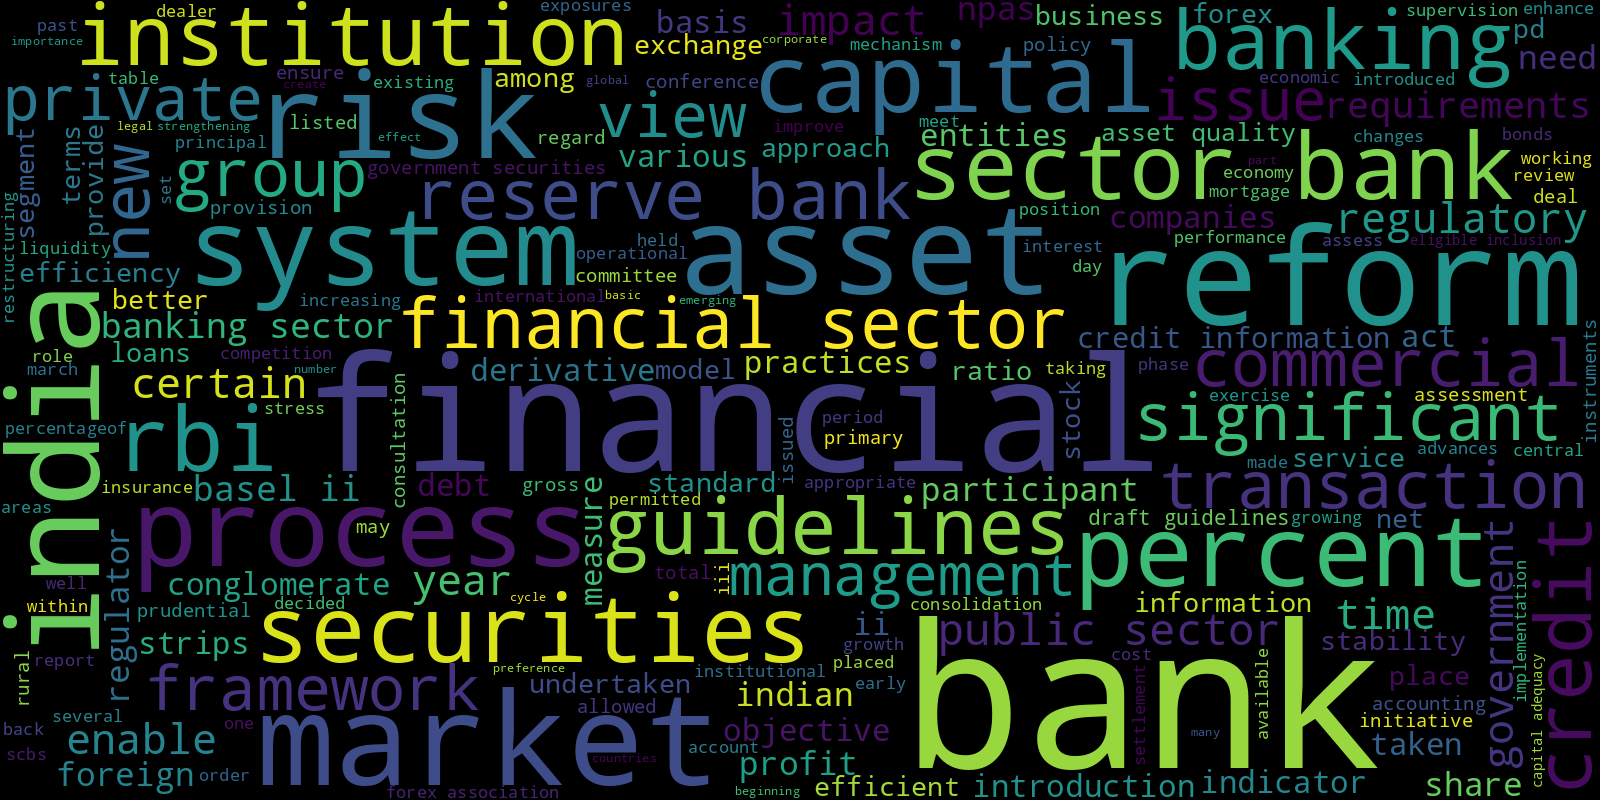 past
dealer
institution
importance
exposures
basis
impact
npas
business
forex
supervision
enhance
exchange
corporate
mechanism
policy
banking
pd
need
table
ensure
create
existing
among
global
conference
capital
economic
introduced
private
risk
view
issue
requirements
legal
strengthening
principal
listed
effect
regard
improve
meet
entities
asset quality
changes
bonds
segment
terms
provide
new
set
group
government securities
various
approach
sector
bank
part
economy
mortgage
working
review
deal
restructuring
provision
reserve bank
position
companies
regulatory
liquidity
efficiency
system
held
operational
committee
asset
interest
day
performance
reform
assess
eligible inclusion
india
better
increasing
international
basic
emerging
banking sector
financial sector
credit information
act
role
march
loans
competition
number
derivative
model
practices
ratio
taking
phase
commercial
instruments
certain
stress
financial
consultation
period
primary
stock
exercise
assessment
significant
percentageof
rbi
issued
made
service
advances
central
insurance
basel ii
debt
gross
standard
appropriate
participant
transaction
areas
process
may
measure
permitted
guidelines
draft guidelines
growing
net
percent
government
credit
regulator
well
within
conglomerate
year
total
iii
management
prudential
decided
cycle
consolidation
information
time
implementation
strips
securities
ii
growth
public sector
stability
rural
report
preference
institutional
placed
cost
place
framework
undertaken
indian
early
bank
settlement
available
accounting
capital adequacy
several
back
one
market
allowed
objective
many
initiative
scbs
enable
account
taken
foreign
order
countries
profit
forex association
beginning
efficient
introduction
indicator
share